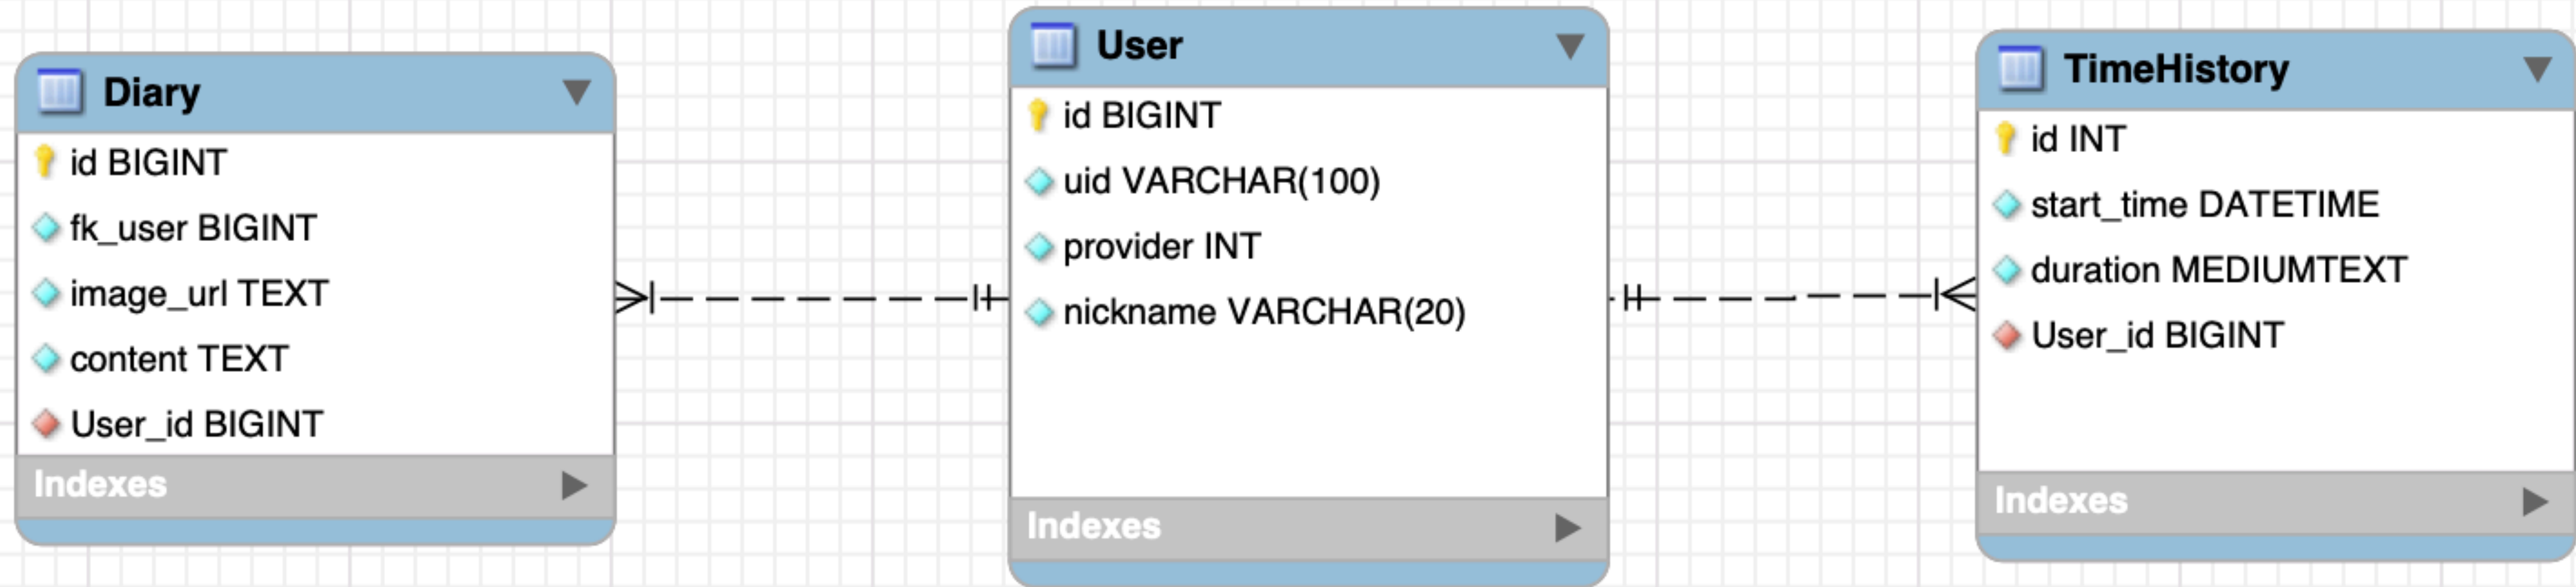 Diary
id BIGINT
fk_user BIGINT
image_url TEXT
content TEXT
User_id BIGINT
Indexes
User
id BIGINT
uid VARCHAR(100)
provider INT
nickname VARCHAR(20)
Indexes
TimeHistory
id INT
start_time DATETIME
duration MEDIUMTEXT
User_id BIGINT
Indexes